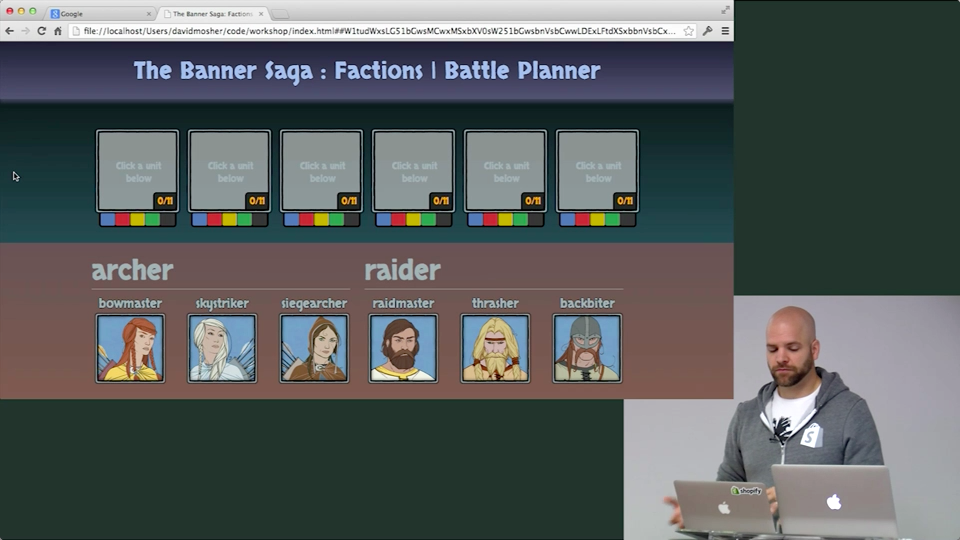 Google
The Banner Saga: Factions
file://localhost/Users/davidmosher/code/workshop/index.html##W1tudWxsLG51bGwsMCwxMSxbXV0sW251bGwsbnVsbCwwLDExLFtdXSxbbnVsbCx...
The Banner Saga : Factions | Battle Planner
Click a unit below
0/11
Click a unit below
0/11
Click a unit below
0/11
Click a unit below
0/11
Click a unit below
0/11
Click a unit below
0/11
archer
raider
bowmaster
skystriker
siegearcher
raidmaster
thrasher
backbiter
shopify
S